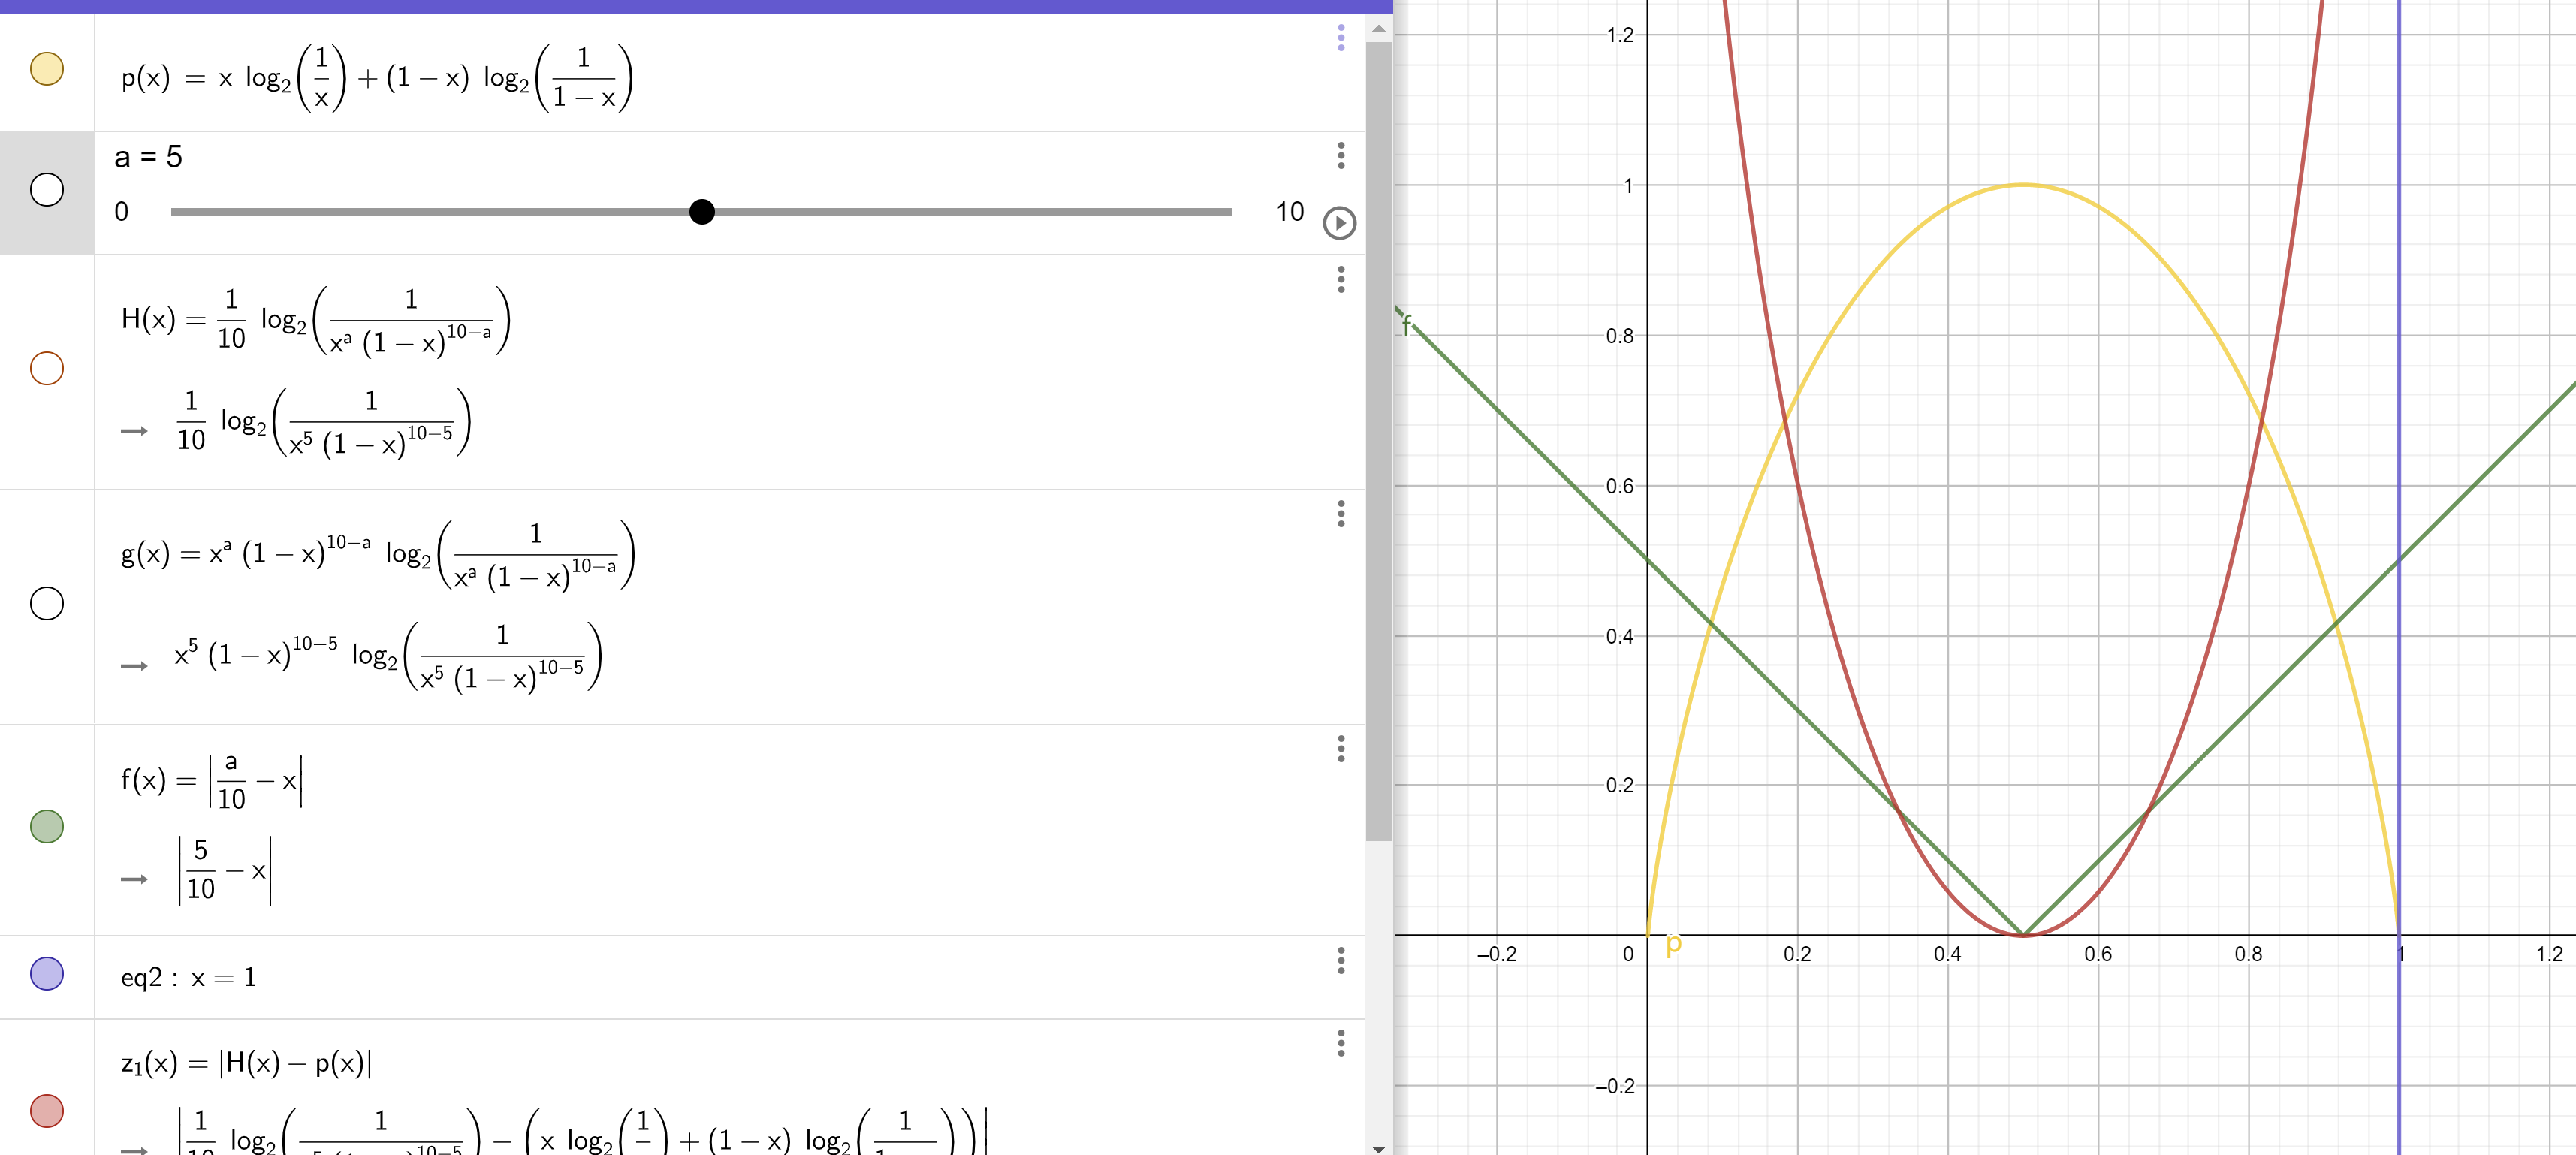 p(x) = x log₂(1/x) + (1 − x) log₂(1/(1 − x))
a = 5
0 10
H(x) = 1/10 log₂(1/(xᵃ (1 − x)¹⁰⁻ᵃ))
→ 1/10 log₂(1/(x⁵ (1 − x)¹⁰⁻⁵))
g(x) = xᵃ (1 − x)¹⁰⁻ᵃ log₂(1/(xᵃ (1 − x)¹⁰⁻ᵃ))
→ x⁵ (1 − x)¹⁰⁻⁵ log₂(1/(x⁵ (1 − x)¹⁰⁻⁵))
f(x) = |a/10 − x|
→ |5/10 − x|
eq2 : x = 1
z₁(x) = |H(x) − p(x)|
1.2
1
0.8
f
0.6
0.4
0.2
p
−0.2 0 0.2 0.4 0.6 0.8 1 1.2
−0.2